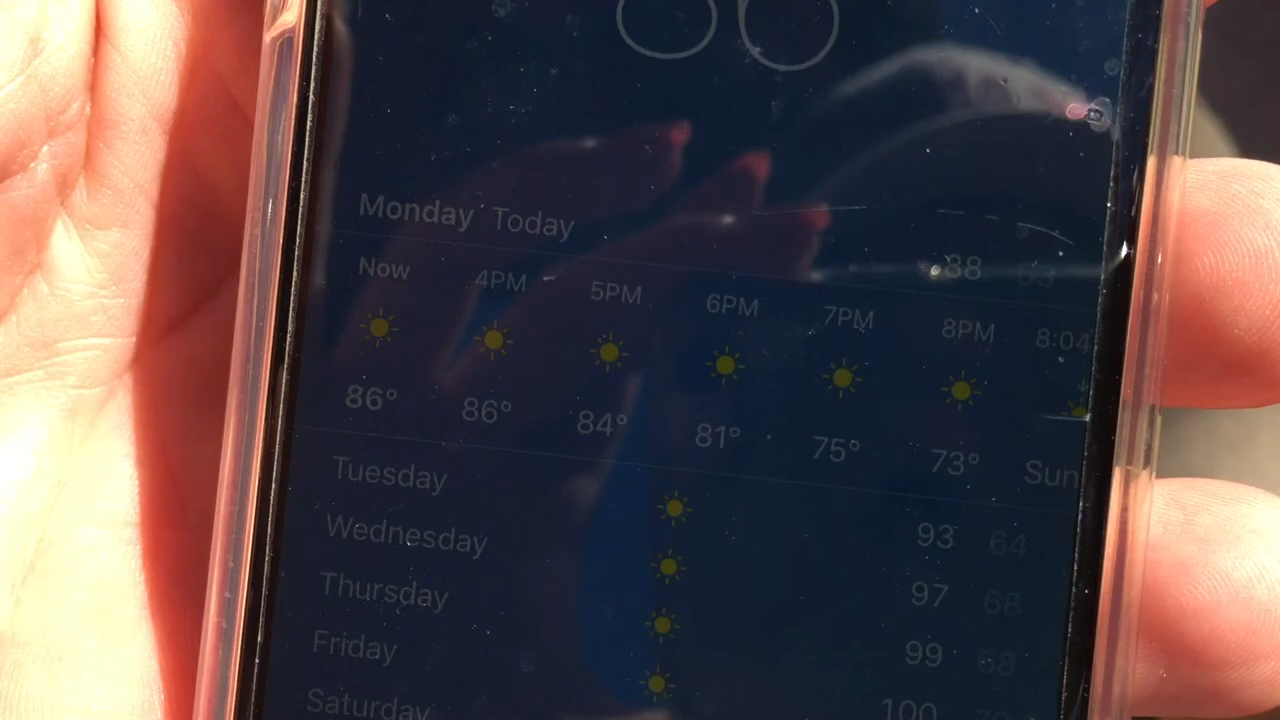 Monday Today 88 63
Now 4PM 5PM 6PM 7PM 8PM 8:04
86° 86° 84° 81° 75° 73° Sun
Tuesday 93 64
Wednesday 97 68
Thursday 99 68
Friday 100
Saturday